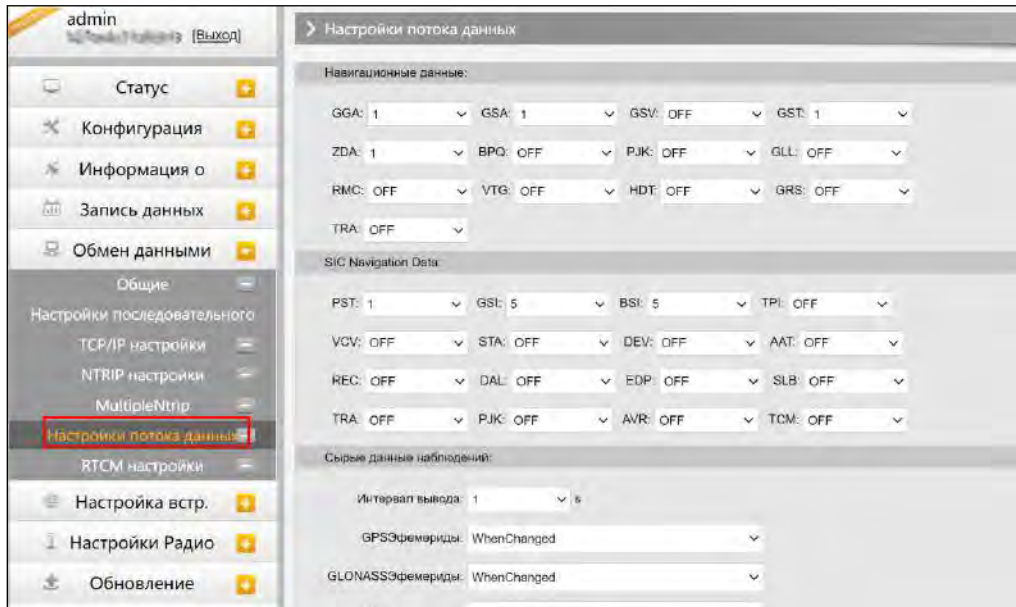 admin
[Выход]
Статус
Конфигурация
Информация о
Запись данных
Обмен данными
Общие
Настройки последовательного
TCP/IP настройки
NTRIP настройки
MultipleNtrip
Настройки потока данных
RTCM настройки
Настройка встр.
Настройки Радио
Обновление
Настройки потока данных
Навигационные данные:
GGA: 1 GSA: 1 GSV: OFF GST: 1
ZDA: 1 BPQ: OFF PJK: OFF GLL: OFF
RMC: OFF VTG: OFF HDT: OFF GRS: OFF
TRA: OFF
SIC Navigation Data:
PST: 1 GSI: 5 BSI: 5 TPI: OFF
VCV: OFF STA: OFF DEV: OFF AAT: OFF
REC: OFF DAL: OFF EDP: OFF SLB: OFF
TRA: OFF PJK: OFF AVR: OFF TCM: OFF
Сырые данные наблюдений:
Интервал вывода: 1 s
GPSЭфемериды: WhenChanged
GLONASSЭфемериды: WhenChanged